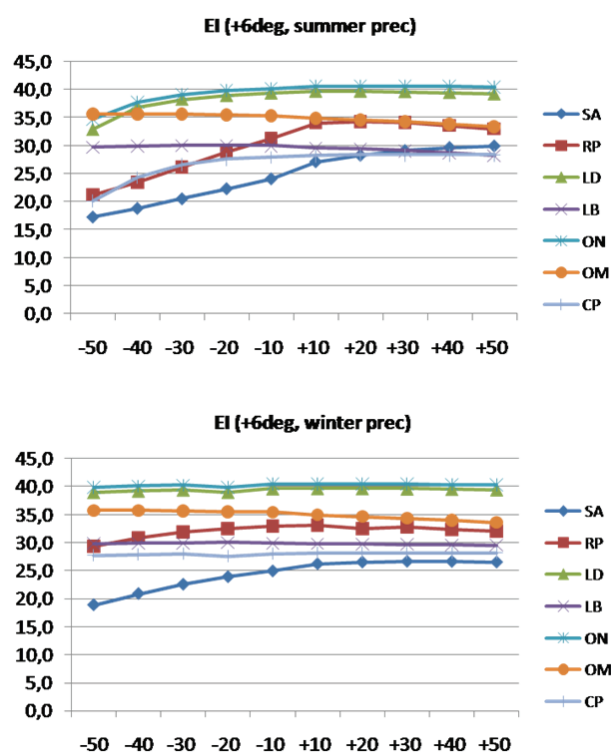 EI (+6deg, summer prec)
45,0
40,0
35,0
30,0
25,0
20,0
15,0
10,0
5,0
0,0
-50 -40 -30 -20 -10 +10 +20 +30 +40 +50
SA
RP
LD
LB
ON
OM
CP
EI (+6deg, winter prec)
45,0
40,0
35,0
30,0
25,0
20,0
15,0
10,0
5,0
0,0
-50 -40 -30 -20 -10 +10 +20 +30 +40 +50
SA
RP
LD
LB
ON
OM
CP